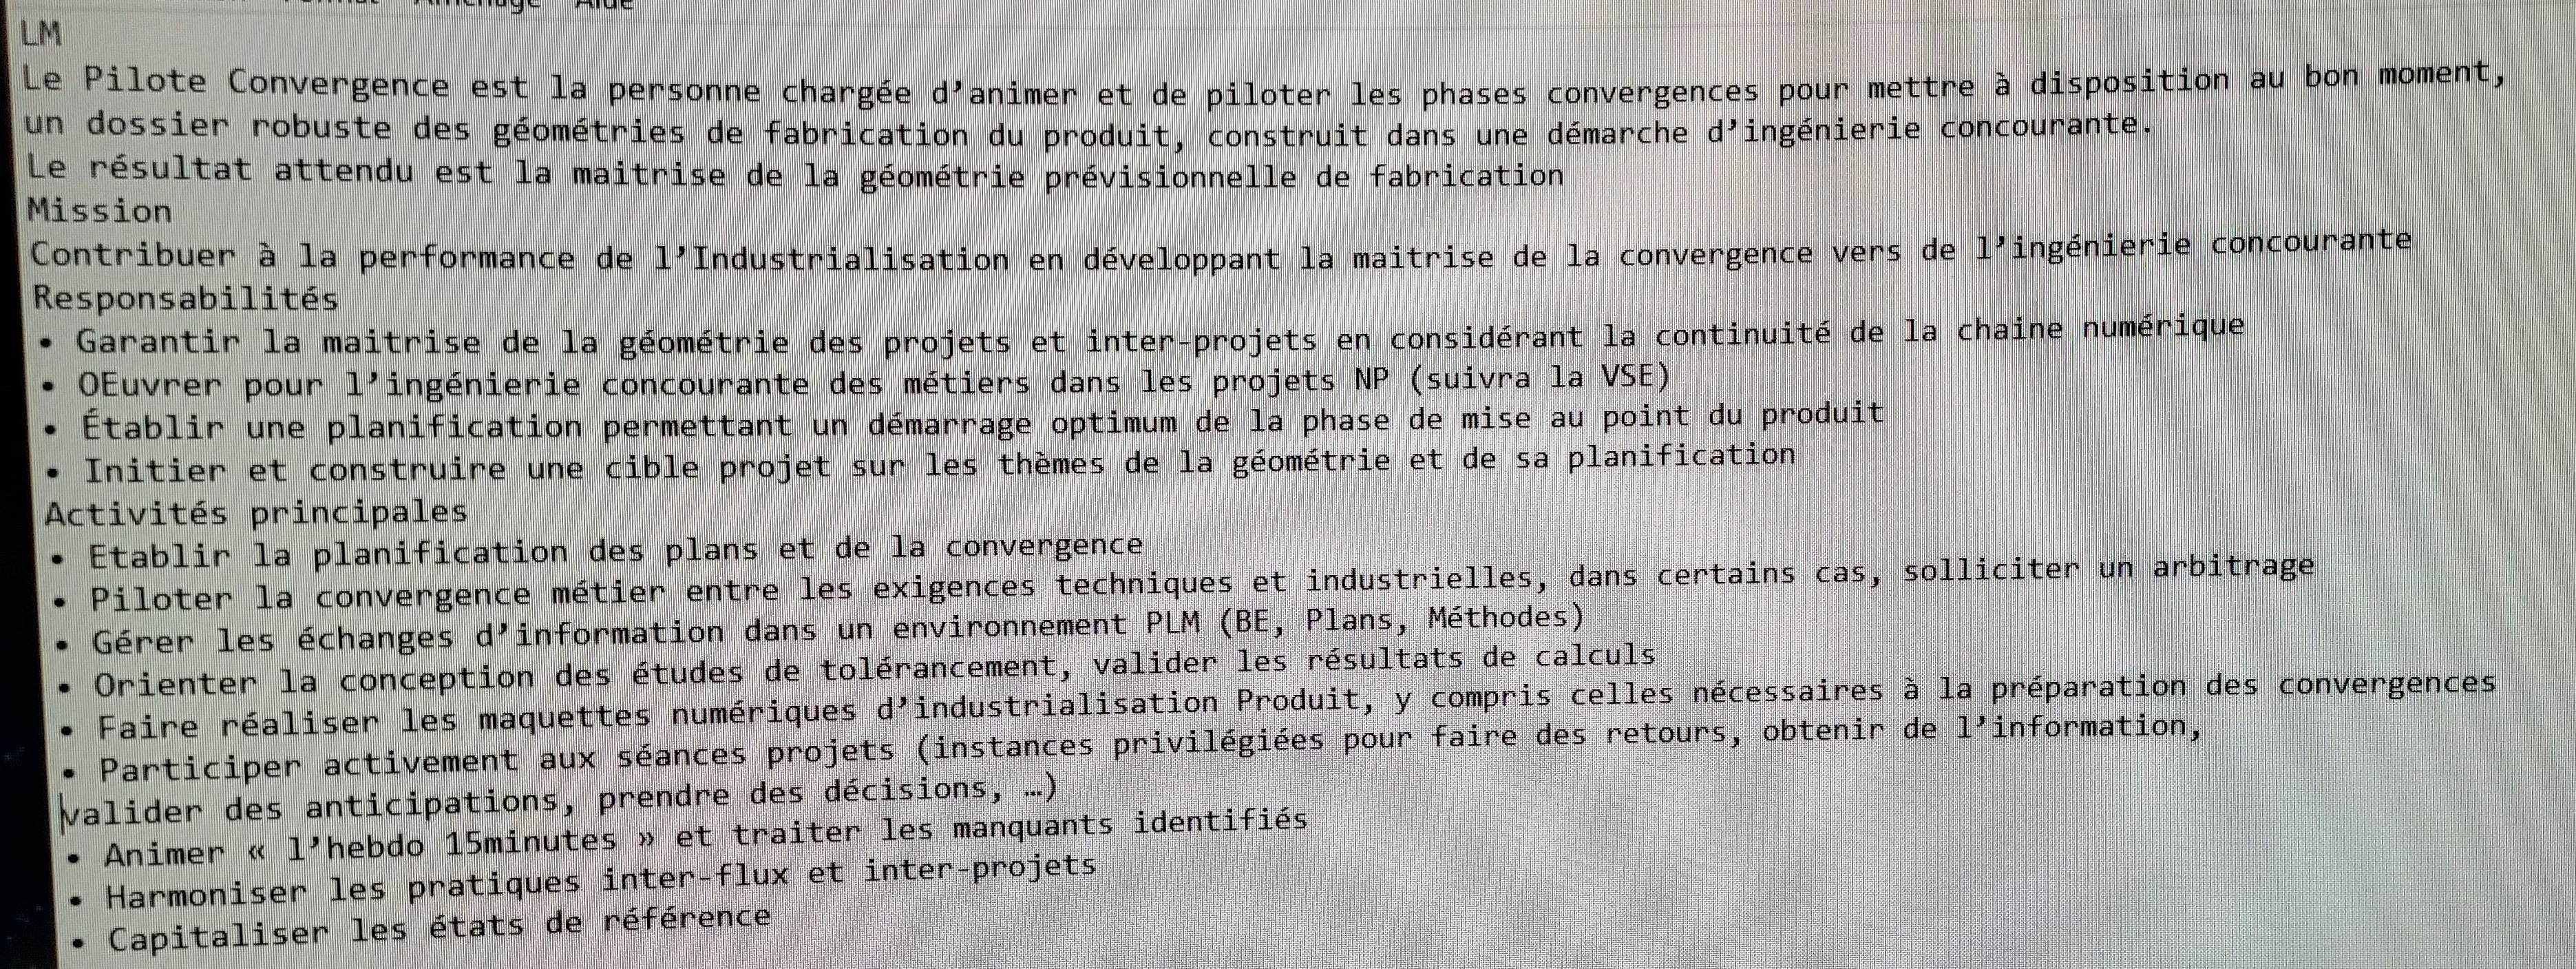 Aide
LM
Le Pilote Convergence est la personne chargée d’animer et de piloter les phases convergences pour mettre à disposition au bon moment,
un dossier robuste des géométries de fabrication du produit, construit dans une démarche d’ingénierie concourante.
Le résultat attendu est la maitrise de la géométrie prévisionnelle de fabrication
Mission
Contribuer à la performance de l’Industrialisation en développant la maitrise de la convergence vers de l’ingénierie concourante
Responsabilités
• Garantir la maitrise de la géométrie des projets et inter-projets en considérant la continuité de la chaine numérique
• OEuvrer pour l’ingénierie concourante des métiers dans les projets NP (suivra la VSE)
• Établir une planification permettant un démarrage optimum de la phase de mise au point du produit
• Initier et construire une cible projet sur les thèmes de la géométrie et de sa planification
Activités principales
• Etablir la planification des plans et de la convergence
• Piloter la convergence métier entre les exigences techniques et industrielles, dans certains cas, solliciter un arbitrage
• Gérer les échanges d’information dans un environnement PLM (BE, Plans, Méthodes)
• Orienter la conception des études de tolérancement, valider les résultats de calculs
• Faire réaliser les maquettes numériques d’industrialisation Produit, y compris celles nécessaires à la préparation des convergences
• Participer activement aux séances projets (instances privilégiées pour faire des retours, obtenir de l’information,
valider des anticipations, prendre des décisions, …)
• Animer « l’hebdo 15minutes » et traiter les manquants identifiés
• Harmoniser les pratiques inter-flux et inter-projets
• Capitaliser les états de référence